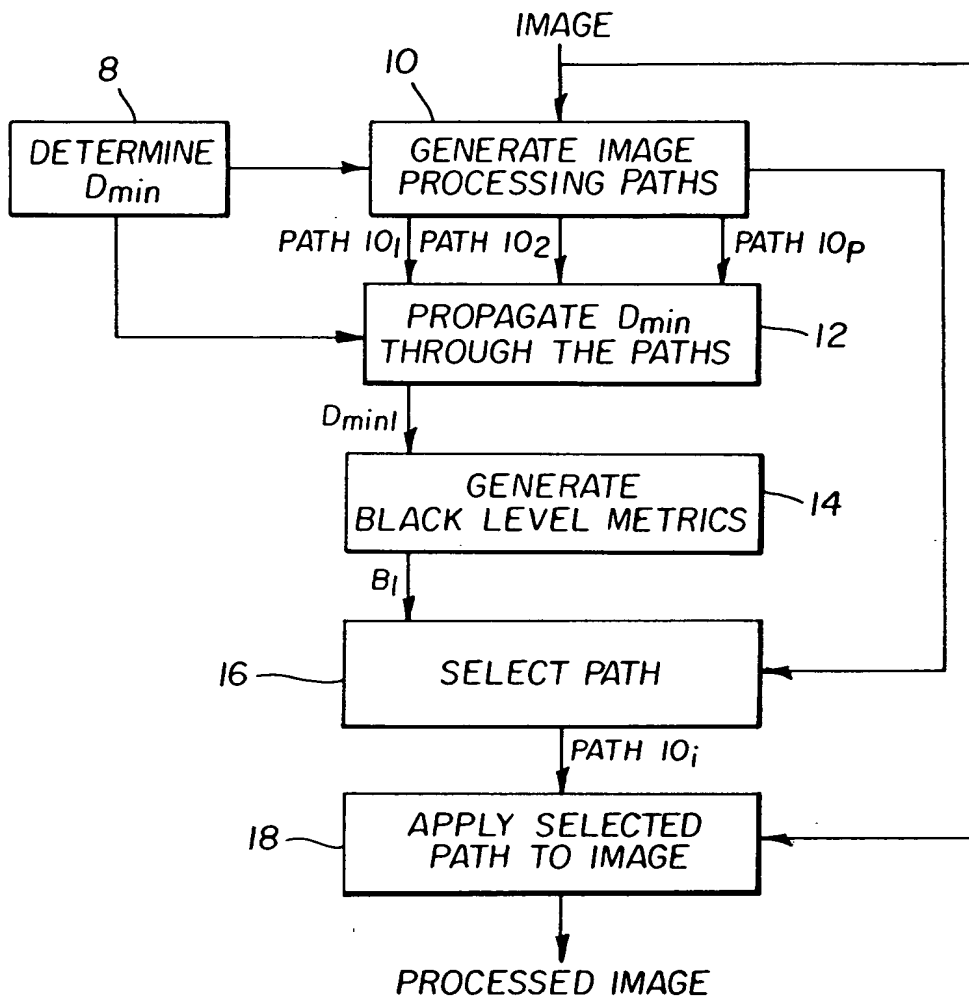 IMAGE
8
10
DETERMINE
Dmin
GENERATE IMAGE
PROCESSING PATHS
PATH 10₁ PATH 10₂ PATH 10ₚ
PROPAGATE Dmin
THROUGH THE PATHS
12
Dmin1
GENERATE
BLACK LEVEL METRICS
14
B₁
SELECT PATH
16
PATH 10ᵢ
APPLY SELECTED
PATH TO IMAGE
18
PROCESSED IMAGE